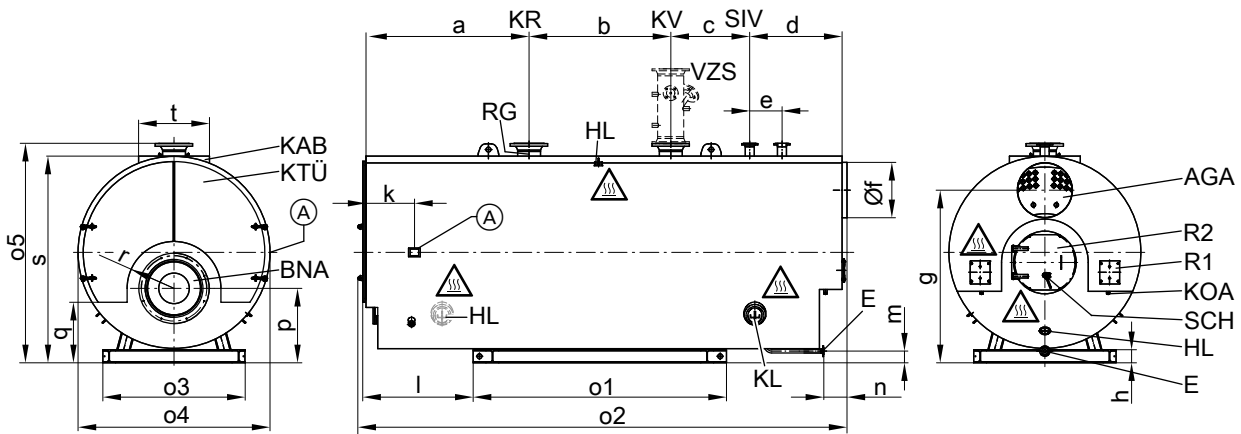 a
KR
b
KV
c
SIV
d
VZS
t
RG
HL
e
KAB
KTÜ
AGA
o5
s
A
k
A
Øf
r
BNA
R2
R1
g
KOA
E
SCH
q
p
HL
m
HL
KL
E
h
o3
l
o1
n
o4
o2